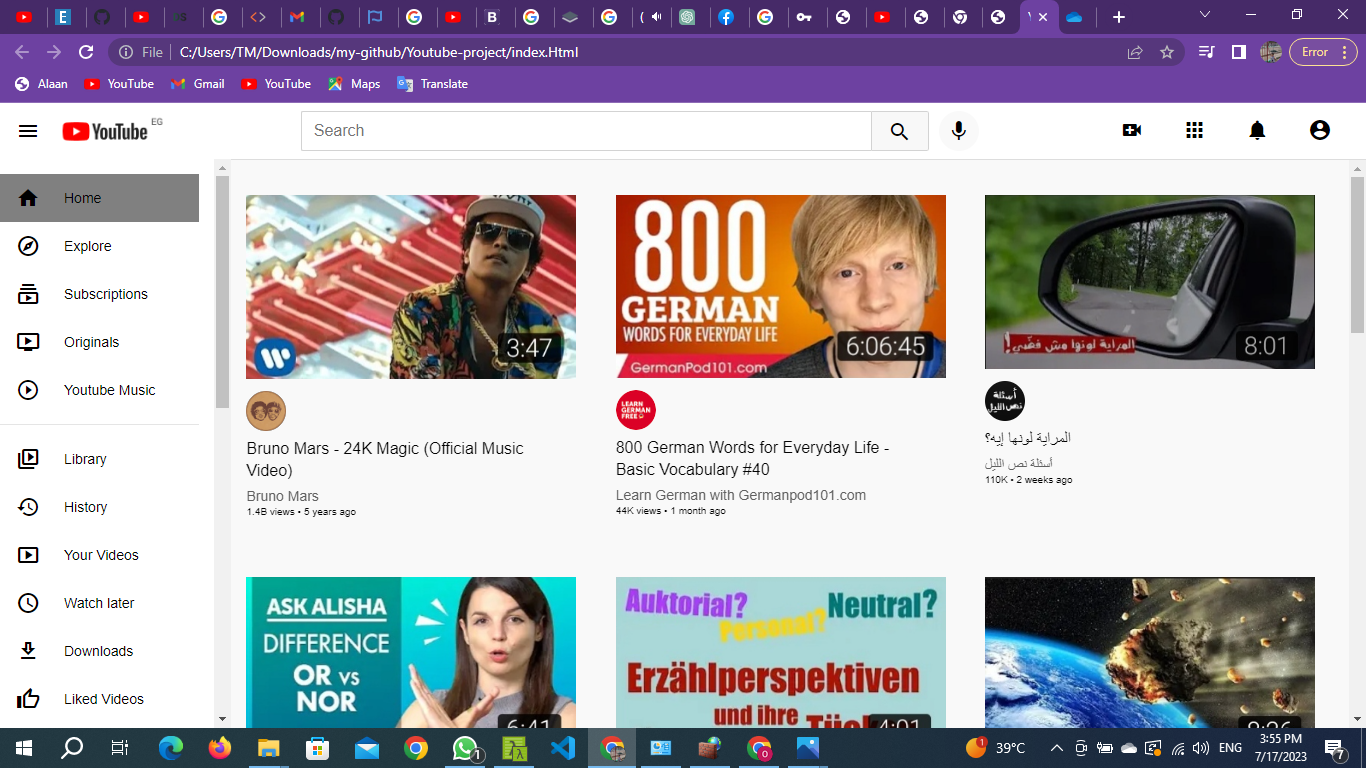 Error
File
C:/Users/TM/Downloads/my-github/Youtube-project/index.Html
Alaan
YouTube
Gmail
YouTube
Maps
Translate
YouTube EG
Search
Home
Explore
Subscriptions
Originals
Youtube Music
Library
History
Your Videos
Watch later
Downloads
Liked Videos
3:47
Bruno Mars - 24K Magic (Official Music
Video)
Bruno Mars
1.4B views • 5 years ago
800
GERMAN
WORDS FOR EVERYDAY LIFE
6:06:45
GermanPod101.com
LEARN
GERMAN
FREE
800 German Words for Everyday Life -
Basic Vocabulary #40
Learn German with Germanpod101.com
44K views • 1 month ago
المراية لونها مش فضي!
8:01
أسئلة
نص الليل
المراية لونها إيه؟
أسئلة نص الليل
110K • 2 weeks ago
ASK ALISHA
DIFFERENCE
OR VS
NOR
6:41
Auktorial?
Personal?
Neutral?
Erzählperspektiven
und ihre
4:01
1
39°C
ENG
3:55 PM
7/17/2023
7